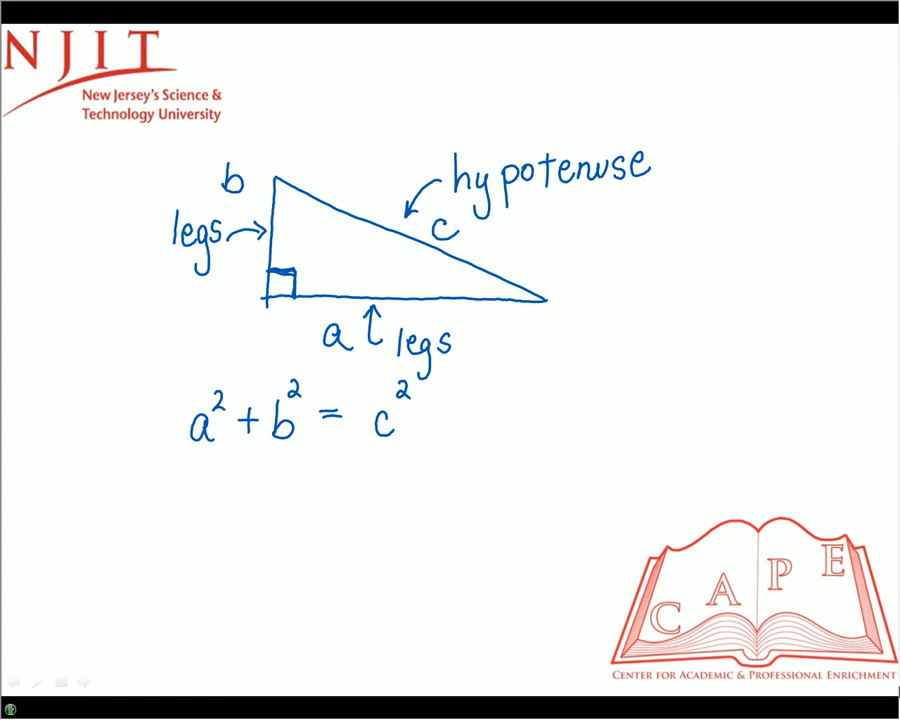 NJIT
New Jersey's Science &
Technology University
b
hypotenuse
c
legs
a
legs
a² + b² = c²
C A P E
CENTER FOR ACADEMIC & PROFESSIONAL ENRICHMENT